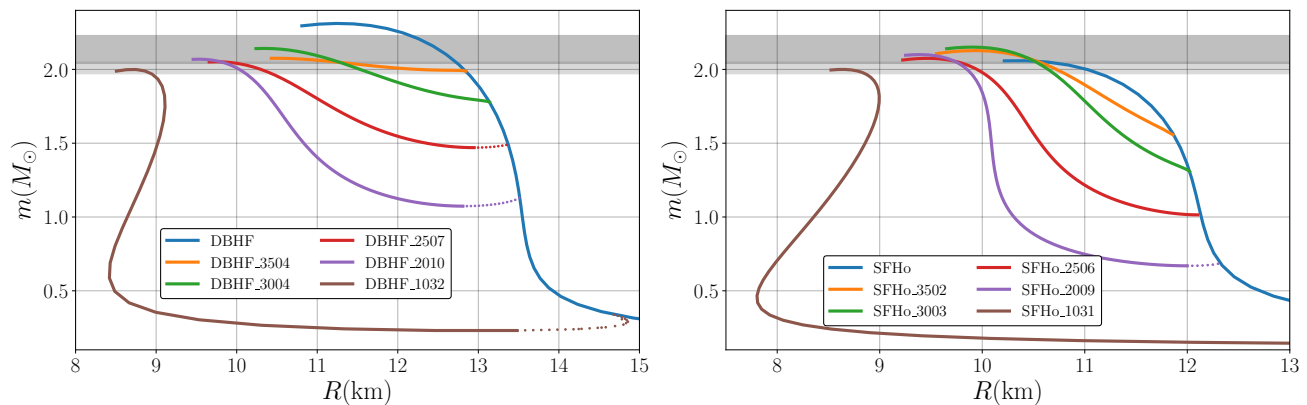 m(M⊙)
2.0
1.5
1.0
0.5
DBHF
DBHF_3504
DBHF_3004
DBHF_2507
DBHF_2010
DBHF_1032
8 9 10 11 12 13 14 15
R(km)
m(M⊙)
2.0
1.5
1.0
0.5
SFHo
SFHo_3502
SFHo_3003
SFHo_2506
SFHo_2009
SFHo_1031
8 9 10 11 12 13
R(km)